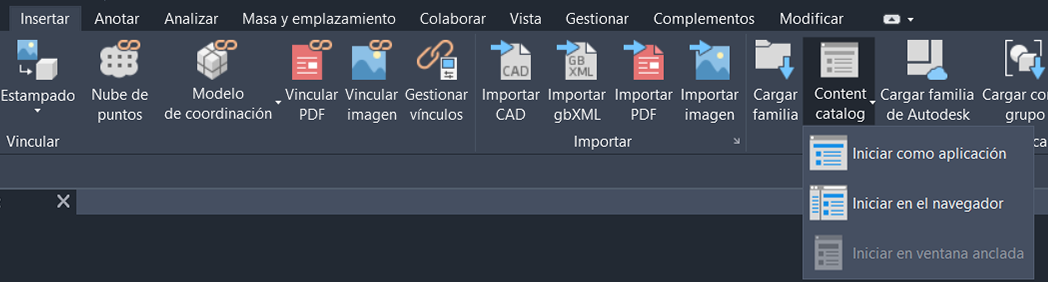 Insertar Anotar Analizar Masa y emplazamiento Colaborar Vista Gestionar Complementos Modificar
Estampado
Nube de
puntos
Modelo
de coordinación
Vincular
PDF
Vincular
imagen
Gestionar
vínculos
CAD
Importar
CAD
GB
XML
Importar
gbXML
Importar
PDF
Importar
imagen
Cargar
familia
Content
catalog
Cargar familia
de Autodesk
Cargar co
grupo
Vincular
Importar
Iniciar como aplicación
Iniciar en el navegador
Iniciar en ventana anclada